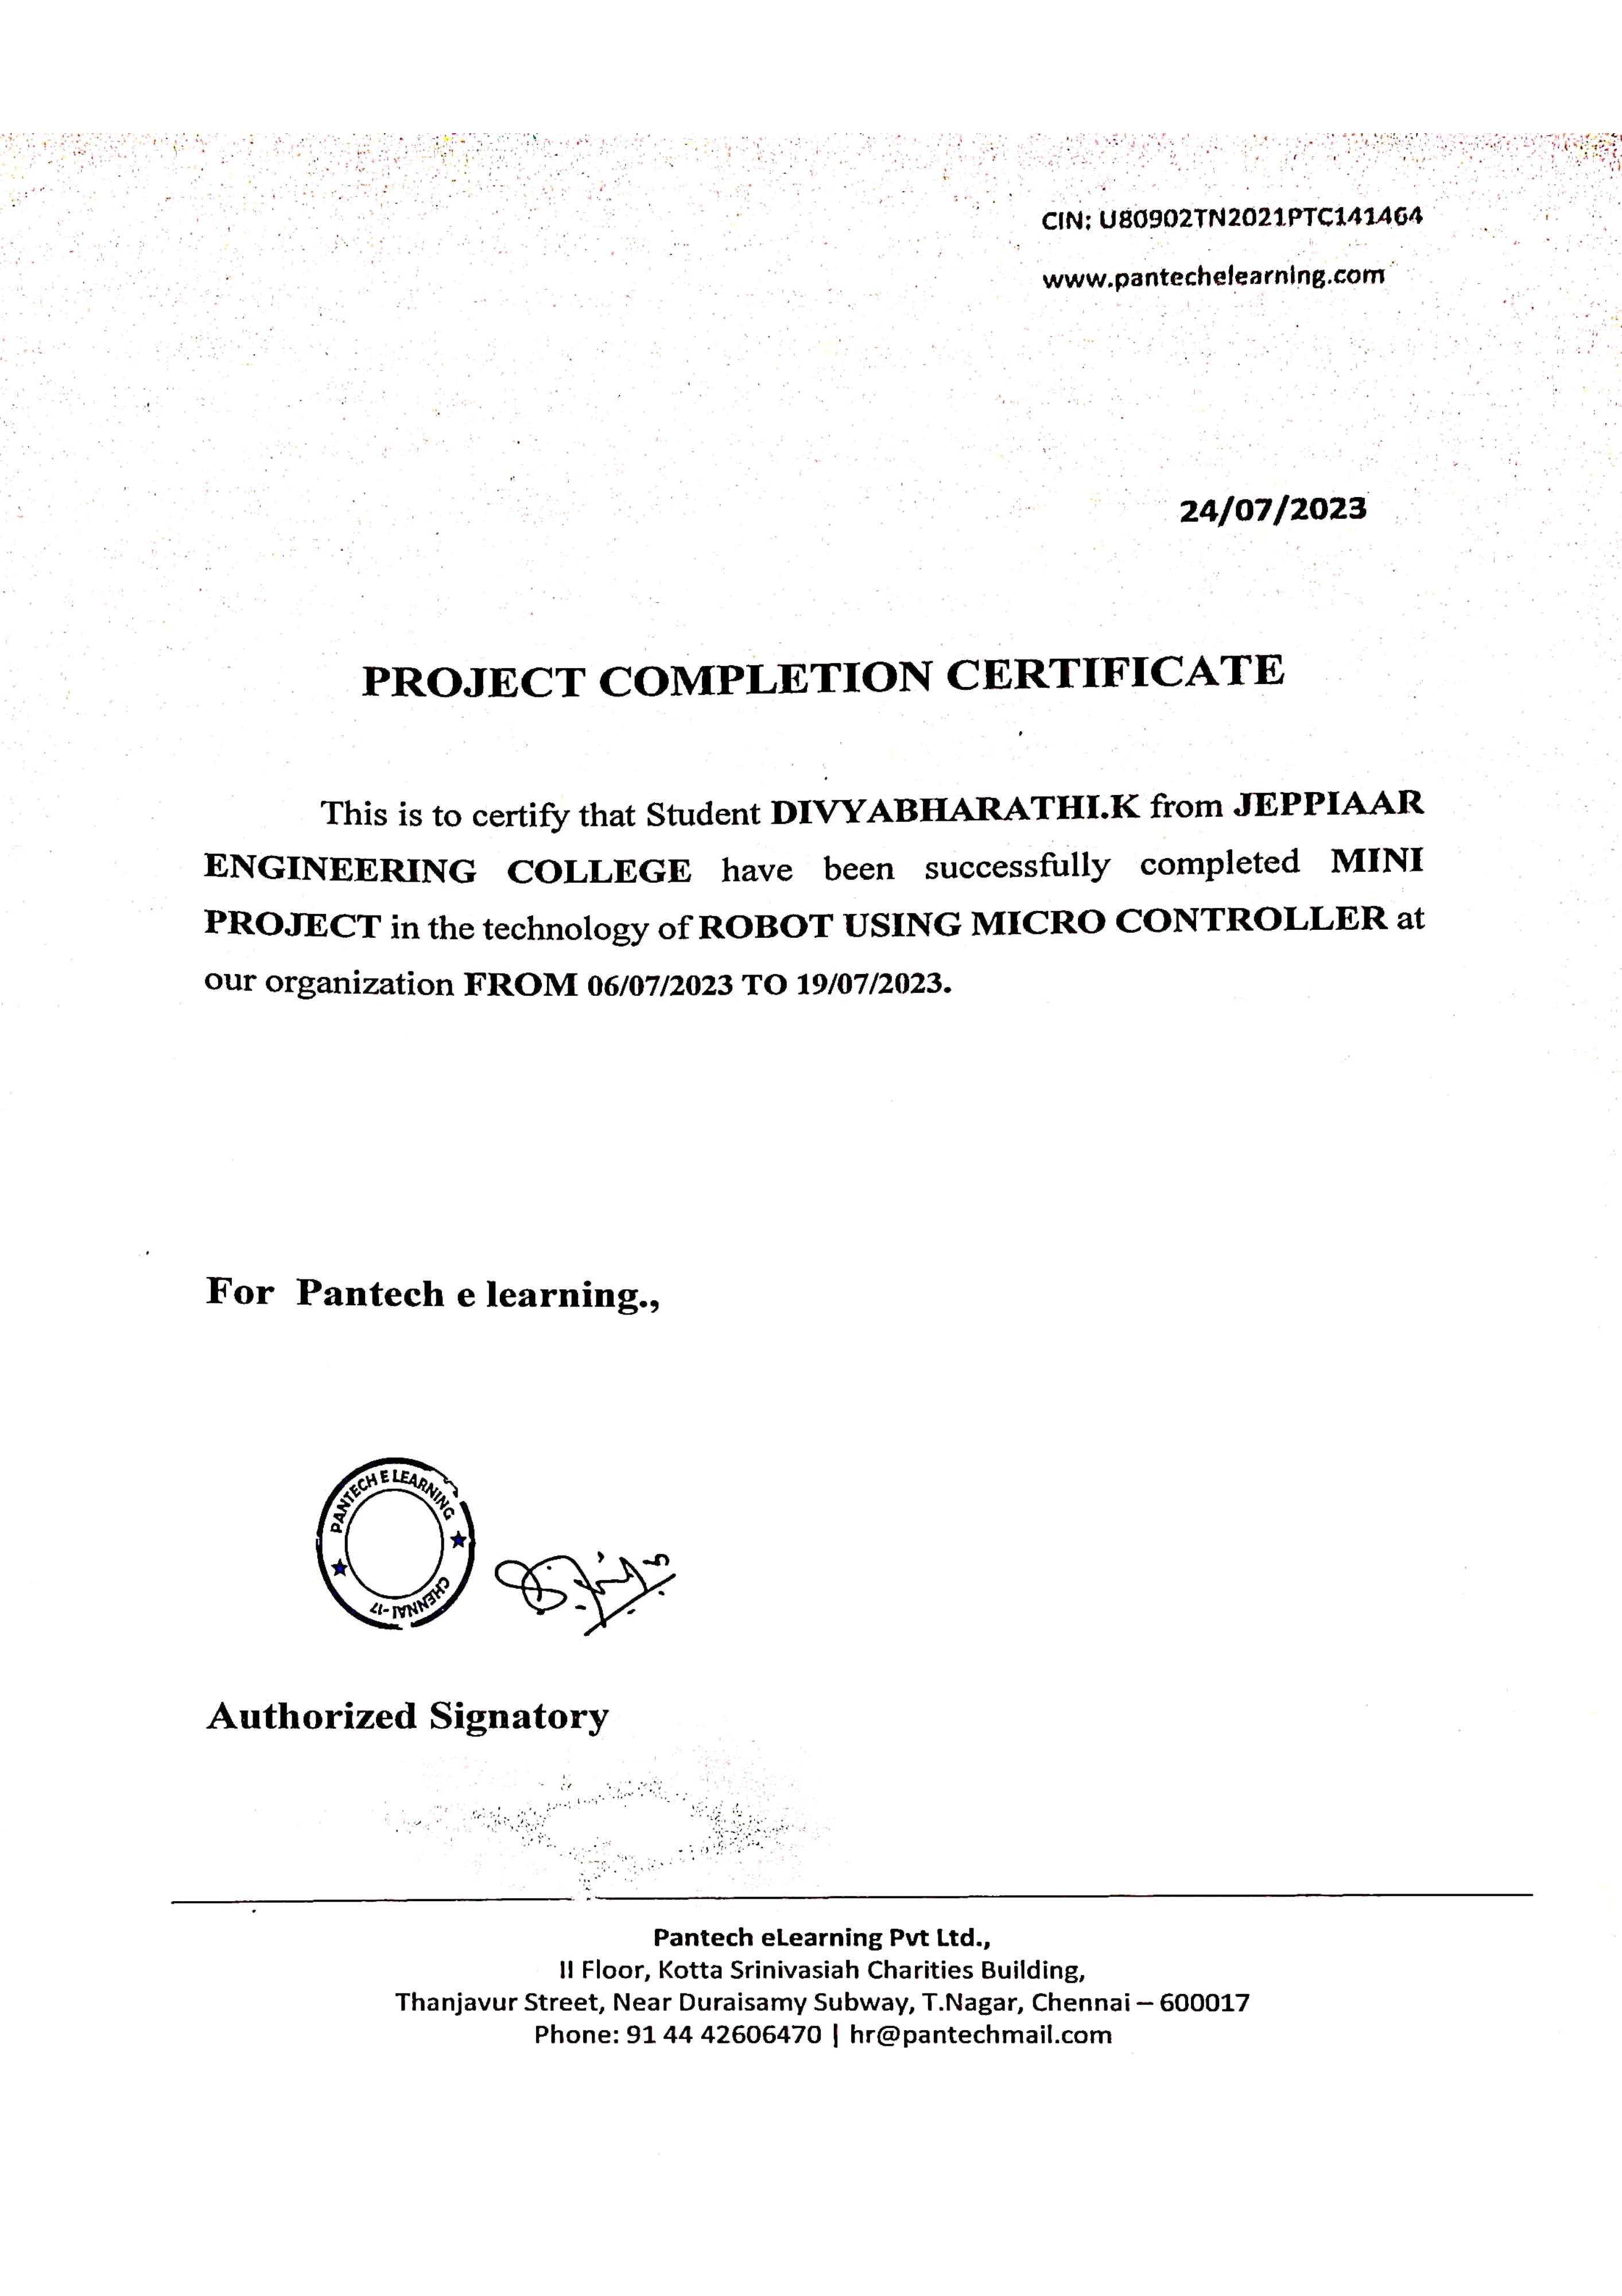 CIN: U80902TN2021PTC141464
www.pantechelearning.com
24/07/2023
PROJECT COMPLETION CERTIFICATE
This is to certify that Student DIVYABHARATHI.K from JEPPIAAR
ENGINEERING COLLEGE have been successfully completed MINI
PROJECT in the technology of ROBOT USING MICRO CONTROLLER at
our organization FROM 06/07/2023 TO 19/07/2023.
For Pantech e learning.,
PANTECH E LEARNING
CHENNAI-17
Authorized Signatory
Pantech eLearning Pvt Ltd.,
II Floor, Kotta Srinivasiah Charities Building,
Thanjavur Street, Near Duraisamy Subway, T.Nagar, Chennai – 600017
Phone: 91 44 42606470 | hr@pantechmail.com